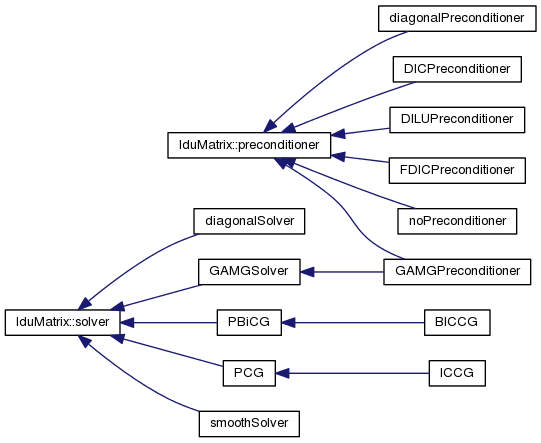 diagonalPreconditioner
DICPreconditioner
DILUPreconditioner
lduMatrix::preconditioner
FDICPreconditioner
noPreconditioner
diagonalSolver
GAMGSolver
GAMGPreconditioner
lduMatrix::solver
PBiCG
BICCG
PCG
ICCG
smoothSolver